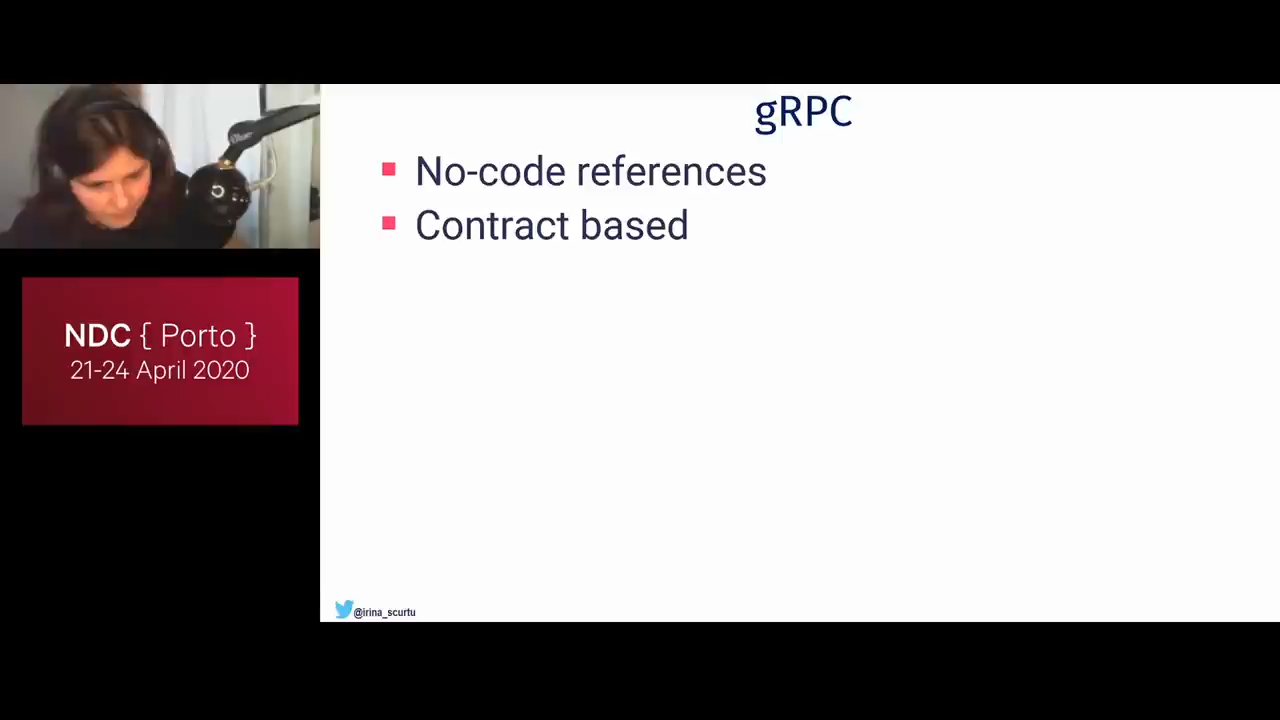 gRPC
No-code references
Contract based
NDC { Porto }
21-24 April 2020
@irina_scurtu